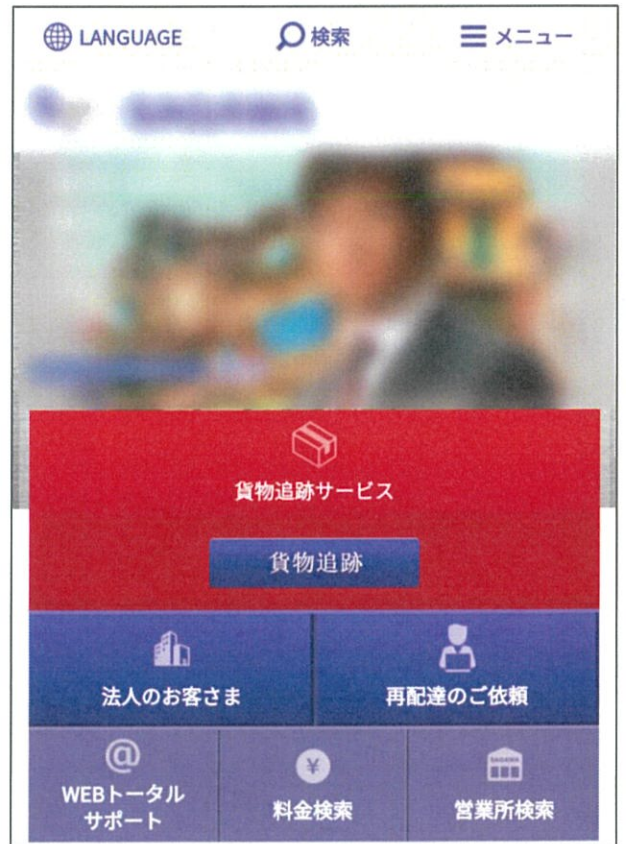 LANGUAGE
検索
メニュー
貨物追跡サービス
貨物追跡
法人のお客さま
再配達のご依頼
WEBトータル
サポート
料金検索
営業所検索